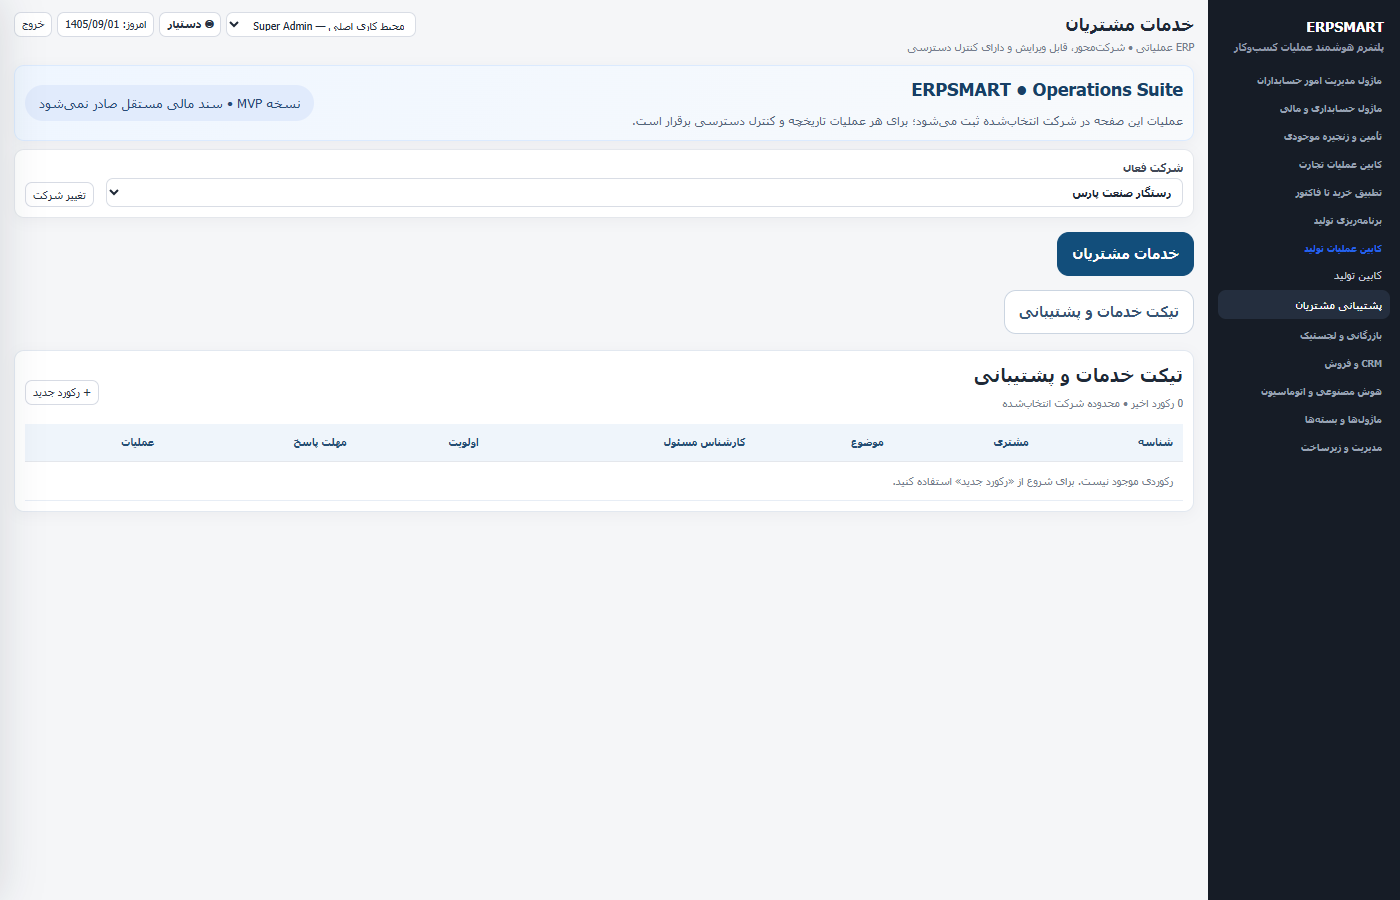 ERPSMART
پلتفرم هوشمند عملیات کسب‌وکار
ماژول مدیریت امور حسابداران
ماژول حسابداری و مالی
تأمین و زنجیره موجودی
کابین عملیات تجارت
تطبیق خرید تا فاکتور
برنامه‌ریزی تولید
کابین عملیات تولید
کابین تولید
پشتیبانی مشتریان
بازرگانی و لجستیک
CRM و فروش
هوش مصنوعی و اتوماسیون
ماژول‌ها و بسته‌ها
مدیریت و زیرساخت
خدمات مشتریان
ERP عملیاتی • شرکت‌محور، قابل ویرایش و دارای کنترل دسترسی
محیط کاری اصلی — Super Admin
دستیار
امروز: 1405/09/01
خروج
ERPSMART ● Operations Suite
عملیات این صفحه در شرکت انتخاب‌شده ثبت می‌شود؛ برای هر عملیات تاریخچه و کنترل دسترسی برقرار است.
نسخه MVP • سند مالی مستقل صادر نمی‌شود
شرکت فعال
رستگار صنعت پارس
تغییر شرکت
خدمات مشتریان
تیکت خدمات و پشتیبانی
تیکت خدمات و پشتیبانی
0 رکورد اخیر • محدوده شرکت انتخاب‌شده
+ رکورد جدید
شناسه مشتری موضوع کارشناس مسئول اولویت مهلت پاسخ عملیات
رکوردی موجود نیست. برای شروع از «رکورد جدید» استفاده کنید.